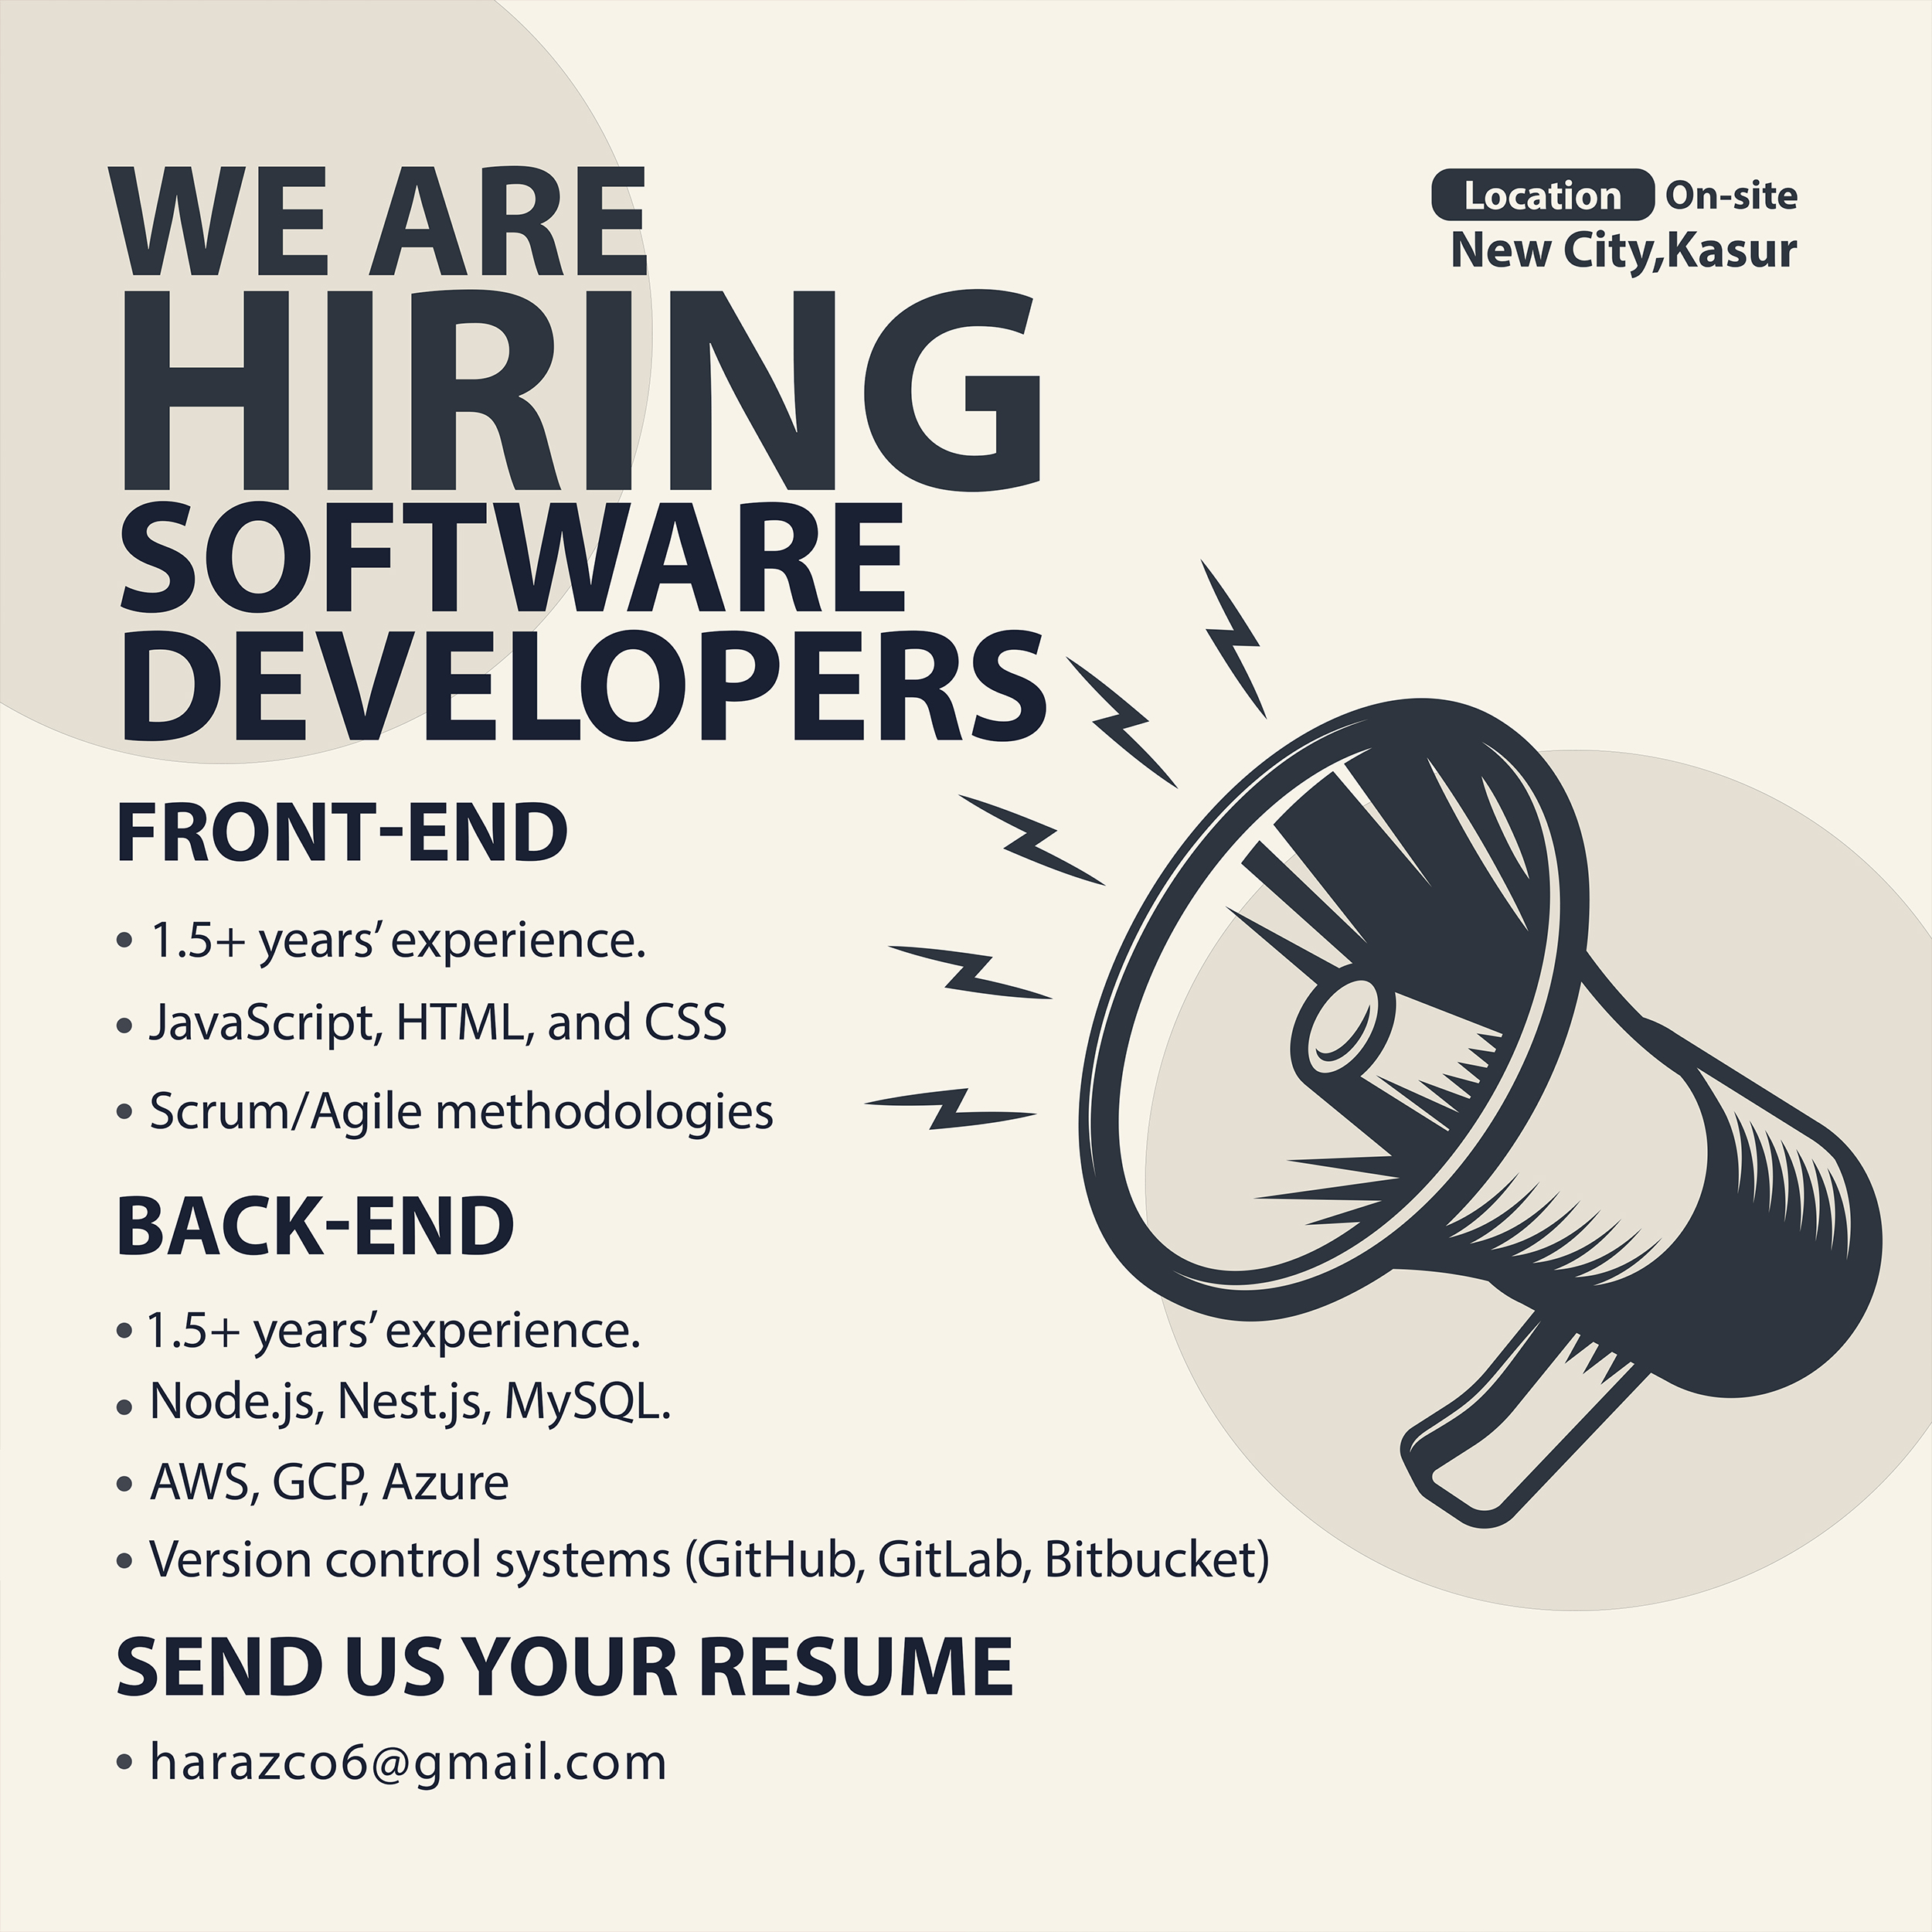 WE ARE
HIRING
SOFTWARE
DEVELOPERS
Location On-site
New City,Kasur
FRONT-END
• 1.5+ years’ experience.
• JavaScript, HTML, and CSS
• Scrum/Agile methodologies
BACK-END
• 1.5+ years’ experience.
• Node.js, Nest.js, MySQL.
• AWS, GCP, Azure
• Version control systems (GitHub, GitLab, Bitbucket)
SEND US YOUR RESUME
• harazco6@gmail.com